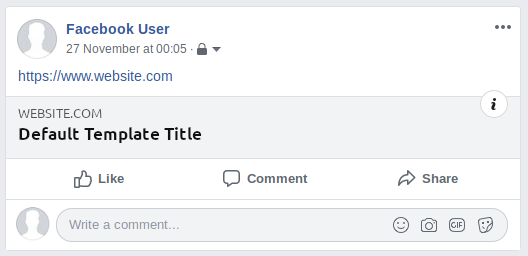 Facebook User
27 November at 00:05 ·
https://www.website.com
WEBSITE.COM
i
Default Template Title
Like
Comment
Share
Write a comment...
GIF